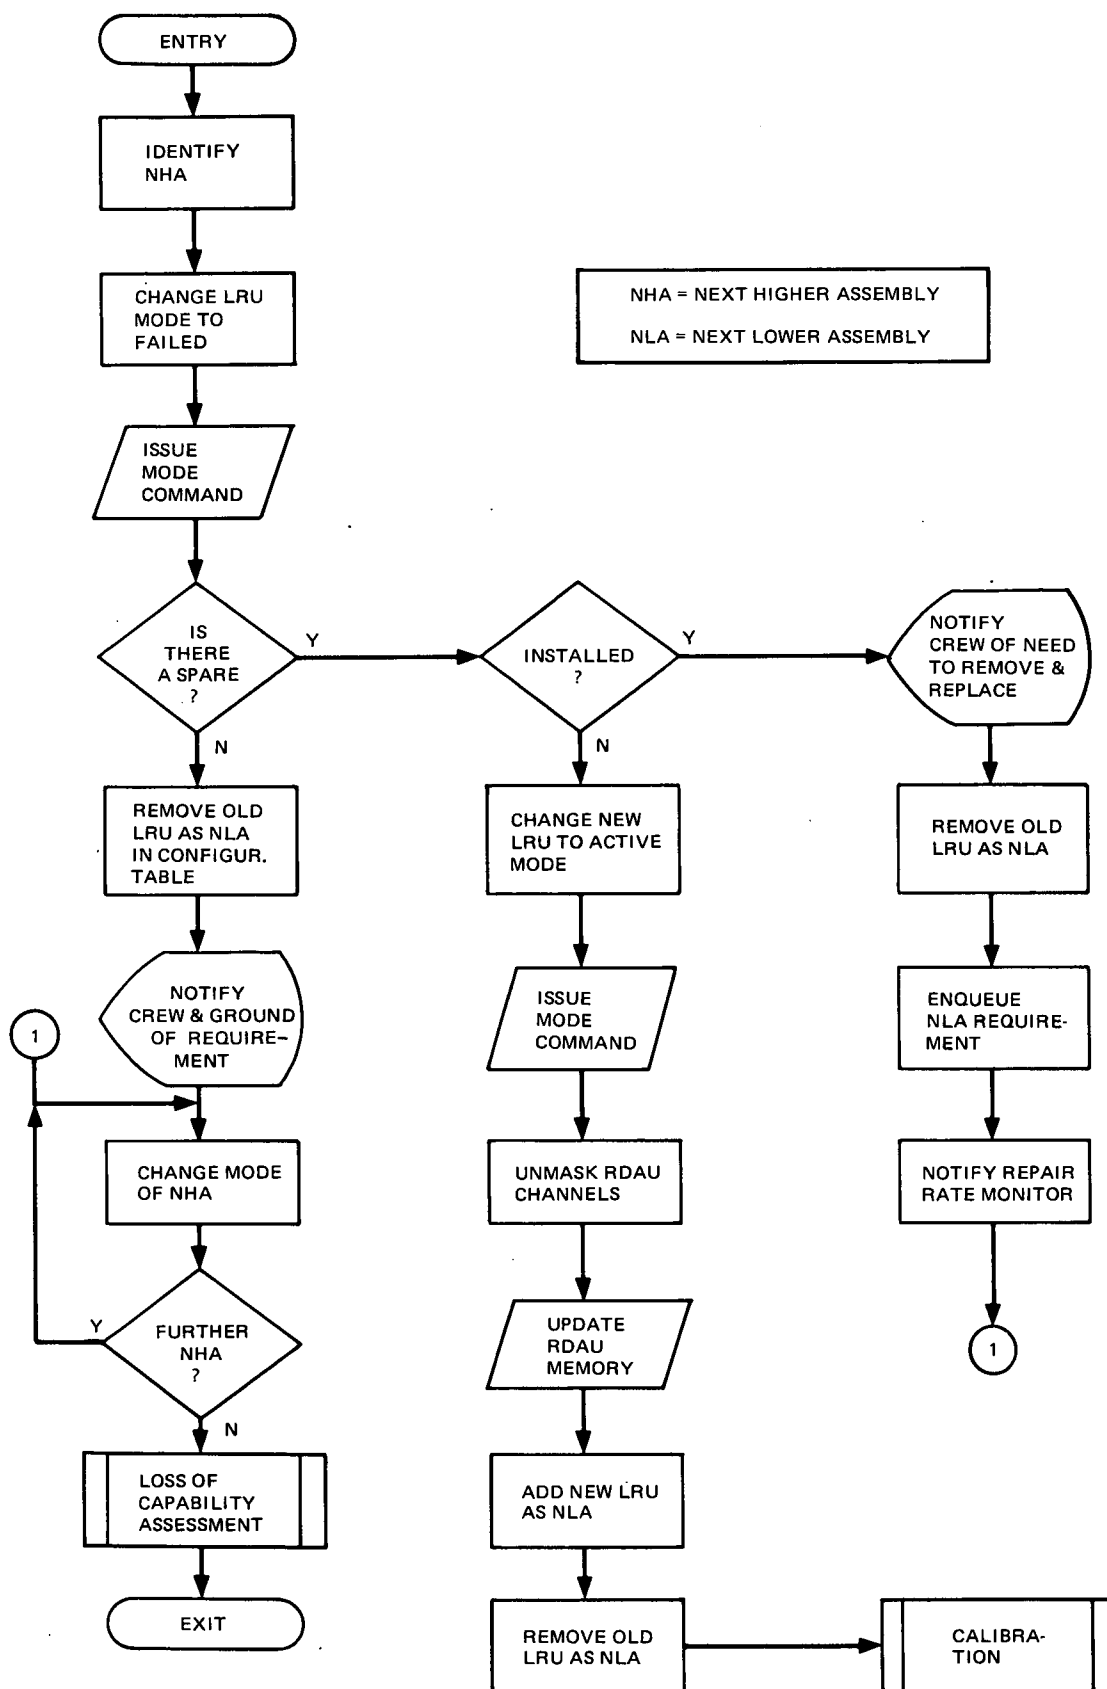 ENTRY
IDENTIFY
NHA
CHANGE LRU
MODE TO
FAILED
NHA = NEXT HIGHER ASSEMBLY
NLA = NEXT LOWER ASSEMBLY
ISSUE
MODE
COMMAND
IS
THERE
A SPARE
?
Y
N
INSTALLED
?
Y
N
NOTIFY
CREW OF NEED
TO REMOVE &
REPLACE
REMOVE OLD
LRU AS NLA
IN CONFIGUR.
TABLE
NOTIFY
CREW & GROUND
OF REQUIRE-
MENT
1
CHANGE MODE
OF NHA
FURTHER
NHA
?
Y
N
LOSS OF
CAPABILITY
ASSESSMENT
EXIT
CHANGE NEW
LRU TO ACTIVE
MODE
ISSUE
MODE
COMMAND
UNMASK RDAU
CHANNELS
UPDATE
RDAU
MEMORY
ADD NEW LRU
AS NLA
REMOVE OLD
LRU AS NLA
CALIBRA-
TION
REMOVE OLD
LRU AS NLA
ENQUEUE
NLA REQUIRE-
MENT
NOTIFY REPAIR
RATE MONITOR
1